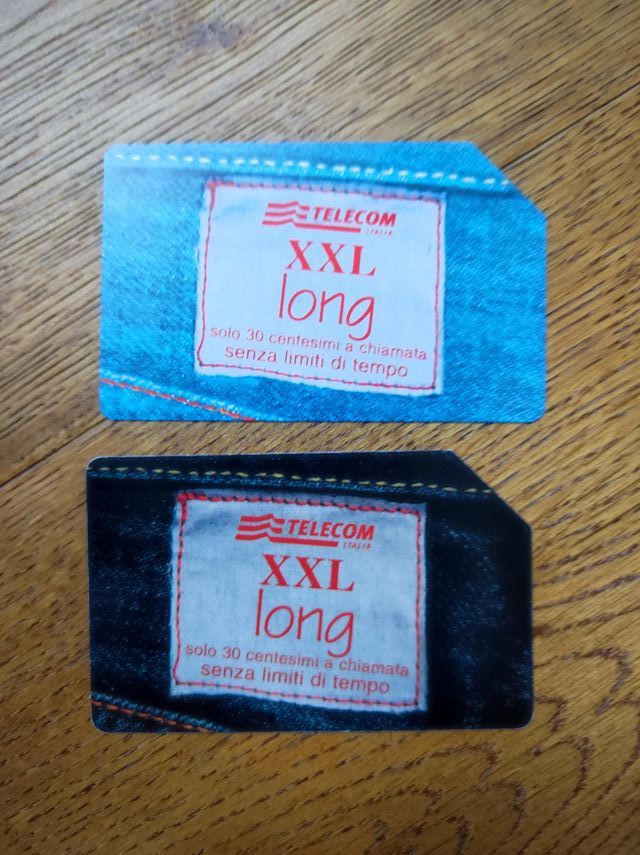 TELECOM
ITALIA
XXL
long
solo 30 centesimi a chiamata
senza limiti di tempo
TELECOM
ITALIA
XXL
long
solo 30 centesimi a chiamata
senza limiti di tempo